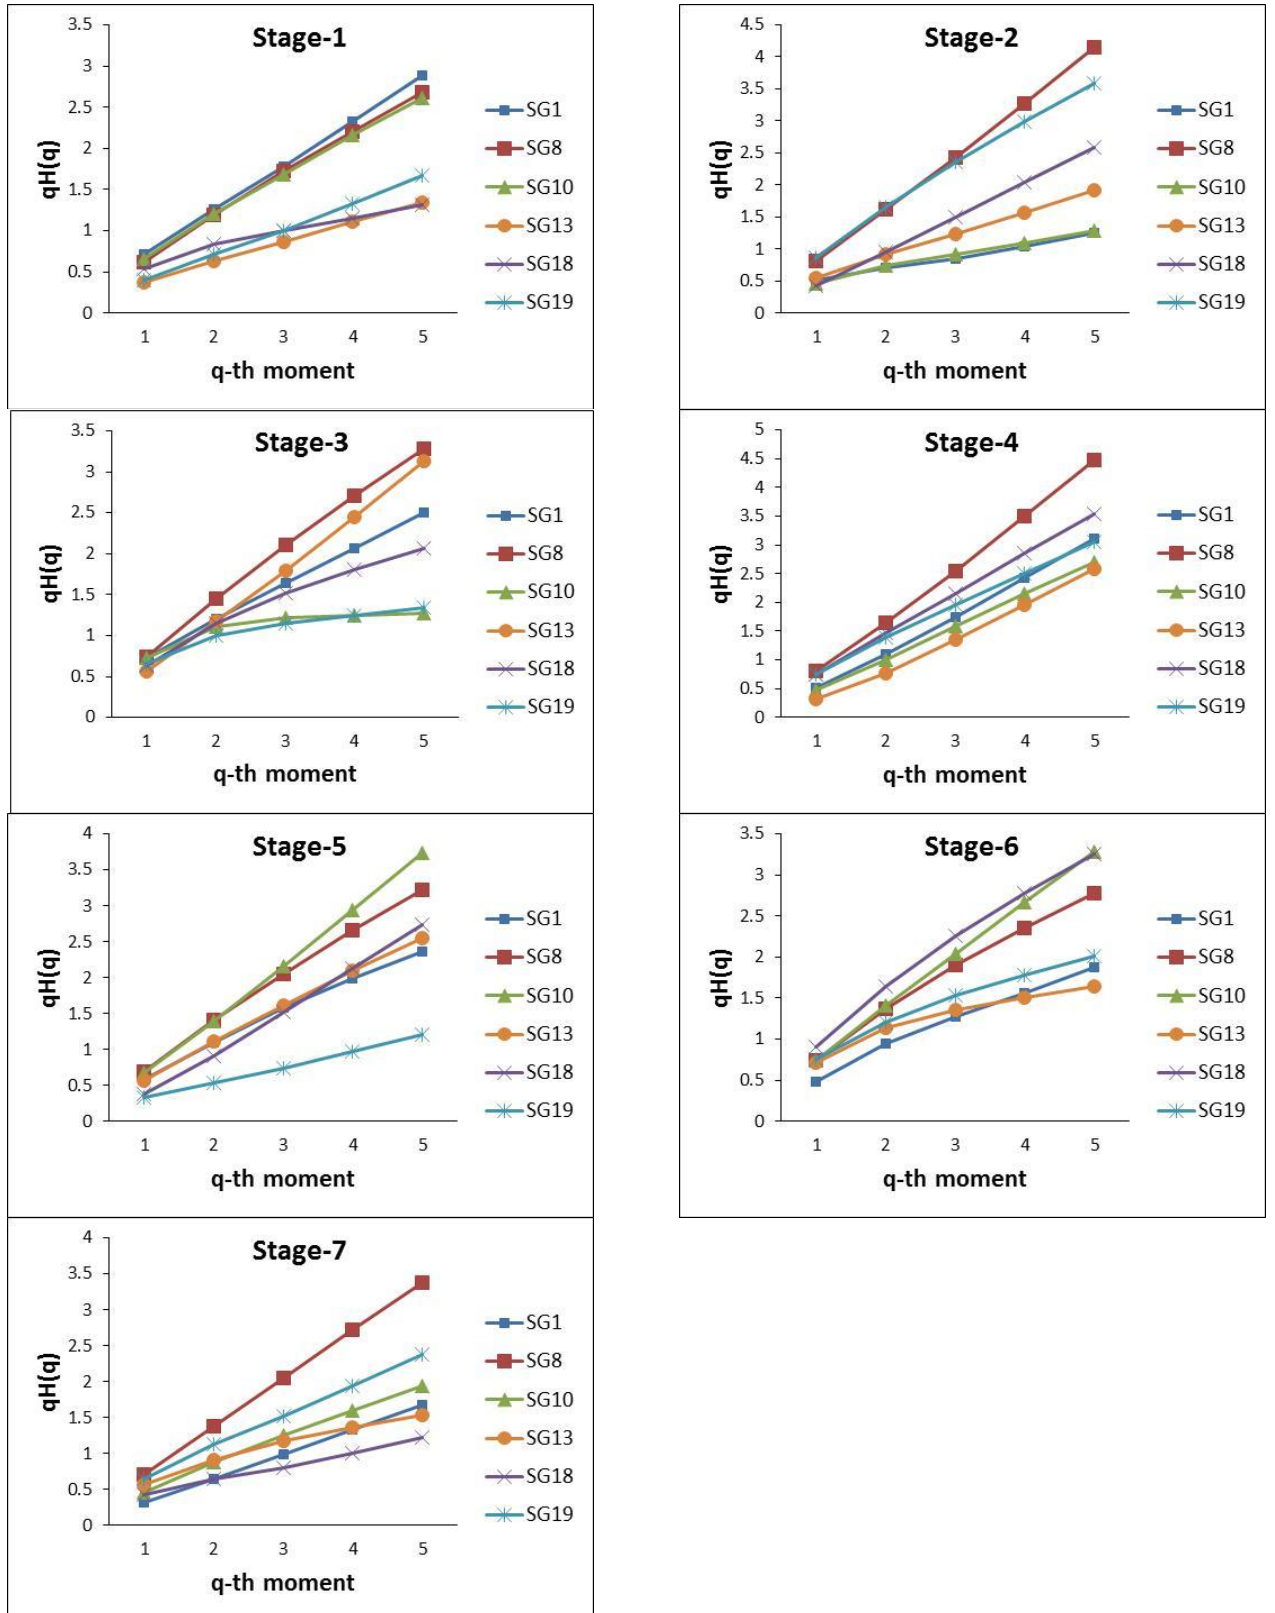 Stage-1
3.5
3
2.5
2
1.5
1
0.5
0
qH(q)
1 2 3 4 5
q-th moment
SG1
SG8
SG10
SG13
SG18
SG19
Stage-2
4.5
4
3.5
3
2.5
2
1.5
1
0.5
0
qH(q)
1 2 3 4 5
q-th moment
SG1
SG8
SG10
SG13
SG18
SG19
Stage-3
3.5
3
2.5
2
1.5
1
0.5
0
qH(q)
1 2 3 4 5
q-th moment
SG1
SG8
SG10
SG13
SG18
SG19
Stage-4
5
4.5
4
3.5
3
2.5
2
1.5
1
0.5
0
qH(q)
1 2 3 4 5
q-th moment
SG1
SG8
SG10
SG13
SG18
SG19
Stage-5
4
3.5
3
2.5
2
1.5
1
0.5
0
qH(q)
1 2 3 4 5
q-th moment
SG1
SG8
SG10
SG13
SG18
SG19
Stage-6
3.5
3
2.5
2
1.5
1
0.5
0
qH(q)
1 2 3 4 5
q-th moment
SG1
SG8
SG10
SG13
SG18
SG19
Stage-7
4
3.5
3
2.5
2
1.5
1
0.5
0
qH(q)
1 2 3 4 5
q-th moment
SG1
SG8
SG10
SG13
SG18
SG19